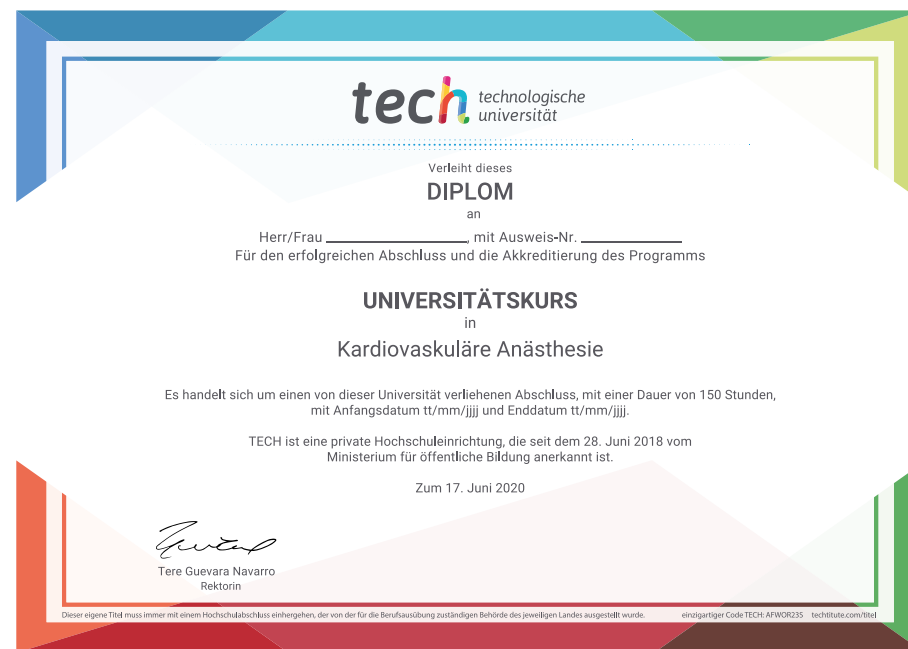 tech technologische
universität
Verleiht dieses
DIPLOM
an
Herr/Frau ____________, mit Ausweis-Nr. ____________
Für den erfolgreichen Abschluss und die Akkreditierung des Programms
UNIVERSITÄTSKURS
in
Kardiovaskuläre Anästhesie
Es handelt sich um einen von dieser Universität verliehenen Abschluss, mit einer Dauer von 150 Stunden,
mit Anfangsdatum tt/mm/jjjj und Enddatum tt/mm/jjjj.
TECH ist eine private Hochschuleinrichtung, die seit dem 28. Juni 2018 vom
Ministerium für öffentliche Bildung anerkannt ist.
Zum 17. Juni 2020
Tere Guevara Navarro
Rektorin
Dieser eigene Titel muss immer mit einem Hochschulabschluss einhergehen, der von der für die Berufsausübung zuständigen Behörde des jeweiligen Landes ausgestellt wurde. einzigartiger Code TECH: AFWOR235 techtitute.com/titel